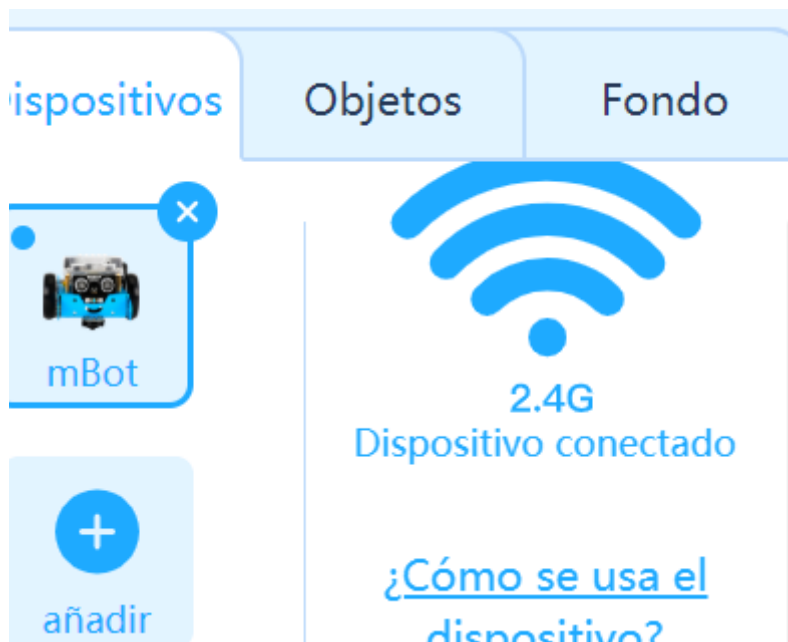 ispositivos
Objetos
Fondo
mBot
2.4G
Dispositivo conectado
añadir
¿Cómo se usa el
dispositivo?